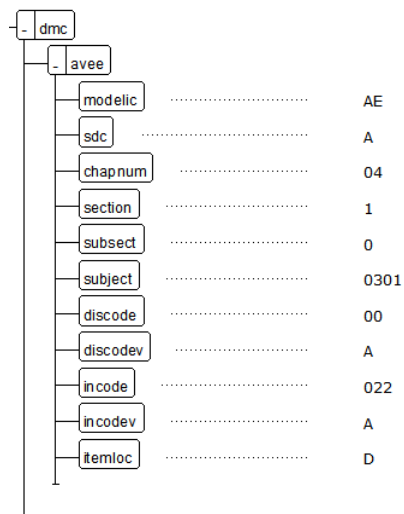 - dmc
- avee
modelic AE
sdc A
chapnum 04
section 1
subsect 0
subject 0301
discode 00
discodev A
incode 022
incodev A
itemloc D